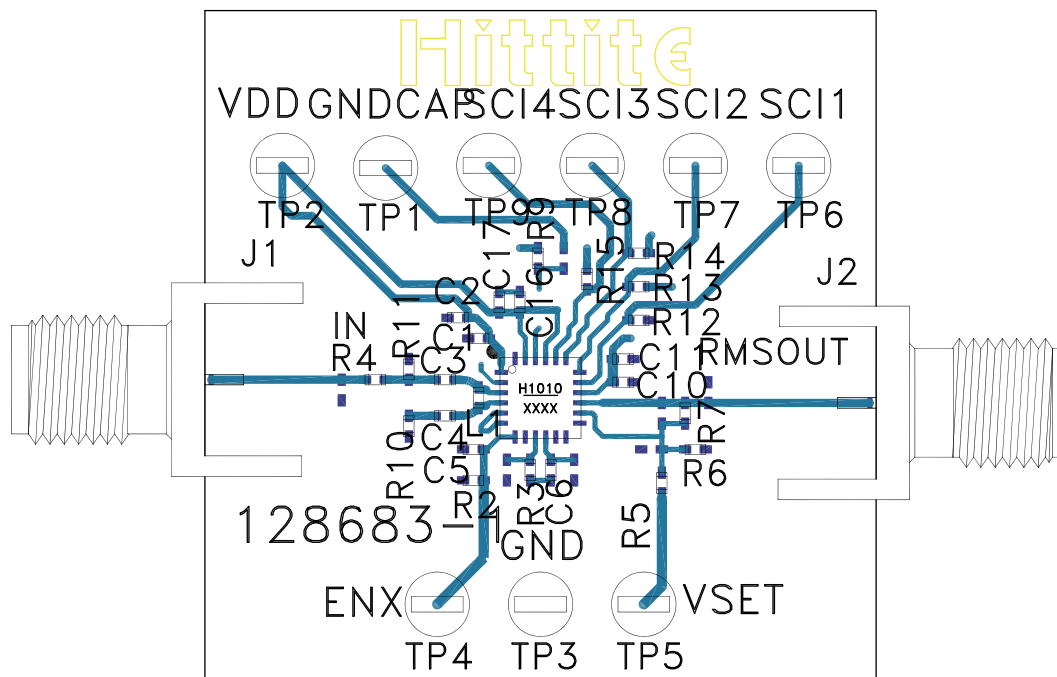 Hittite
VDD GNDCAP SCI4 SCI3 SCI2 SCI1
TP2 TP1 TP9 TP8 TP7 TP6
R9
J1
J2
C17
C16
R15
R14
R13
R12
C2
C1
R11
IN
R4
C3
C11
RMSOUT
C10
H1010
XXXX
C4
L1
R7
R10
C5
R6
R2
R3
C6
R5
128683-1
GND
ENX
VSET
TP4 TP3 TP5